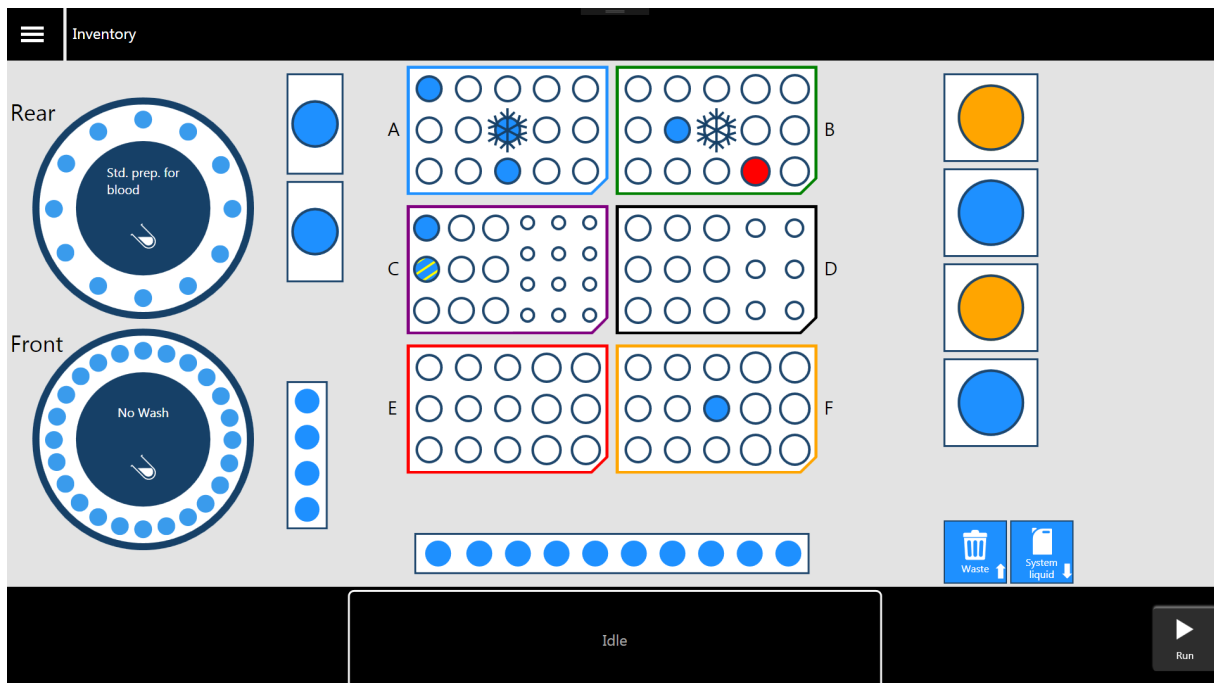 Inventory
Rear
Std. prep. for
blood
Front
No Wash
A
B
C
D
E
F
Waste
System
liquid
Idle
Run